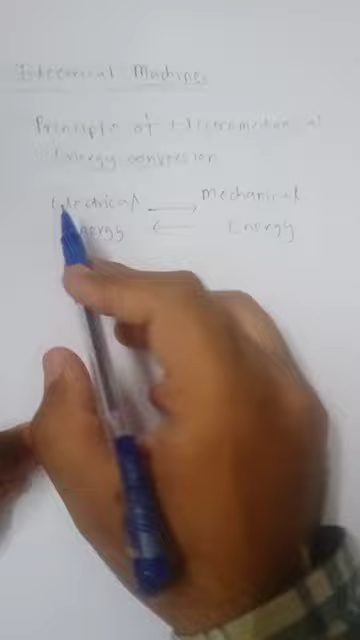 Electrical Machines
Principle of Electromechanical
Energy conversion
Electrical → Mechanical
Energy ← Energy